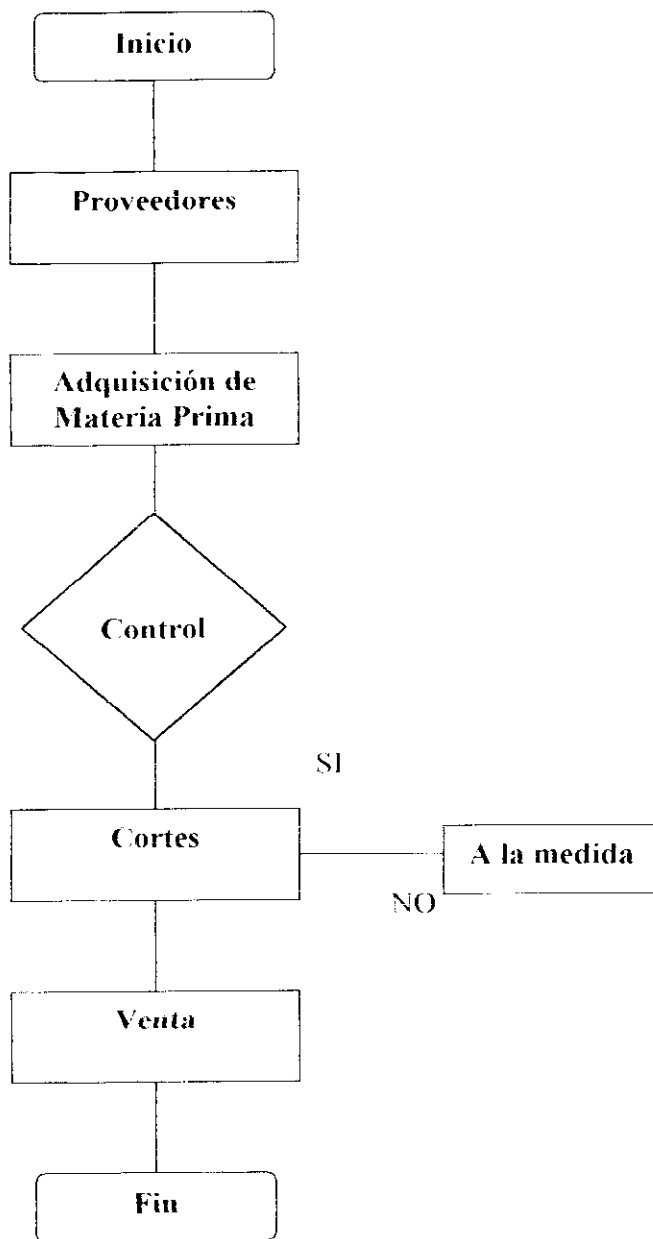 Inicio
Proveedores
Adquisición de
Materia Prima
Control
SI
Cortes
A la medida
NO
Venta
Fin